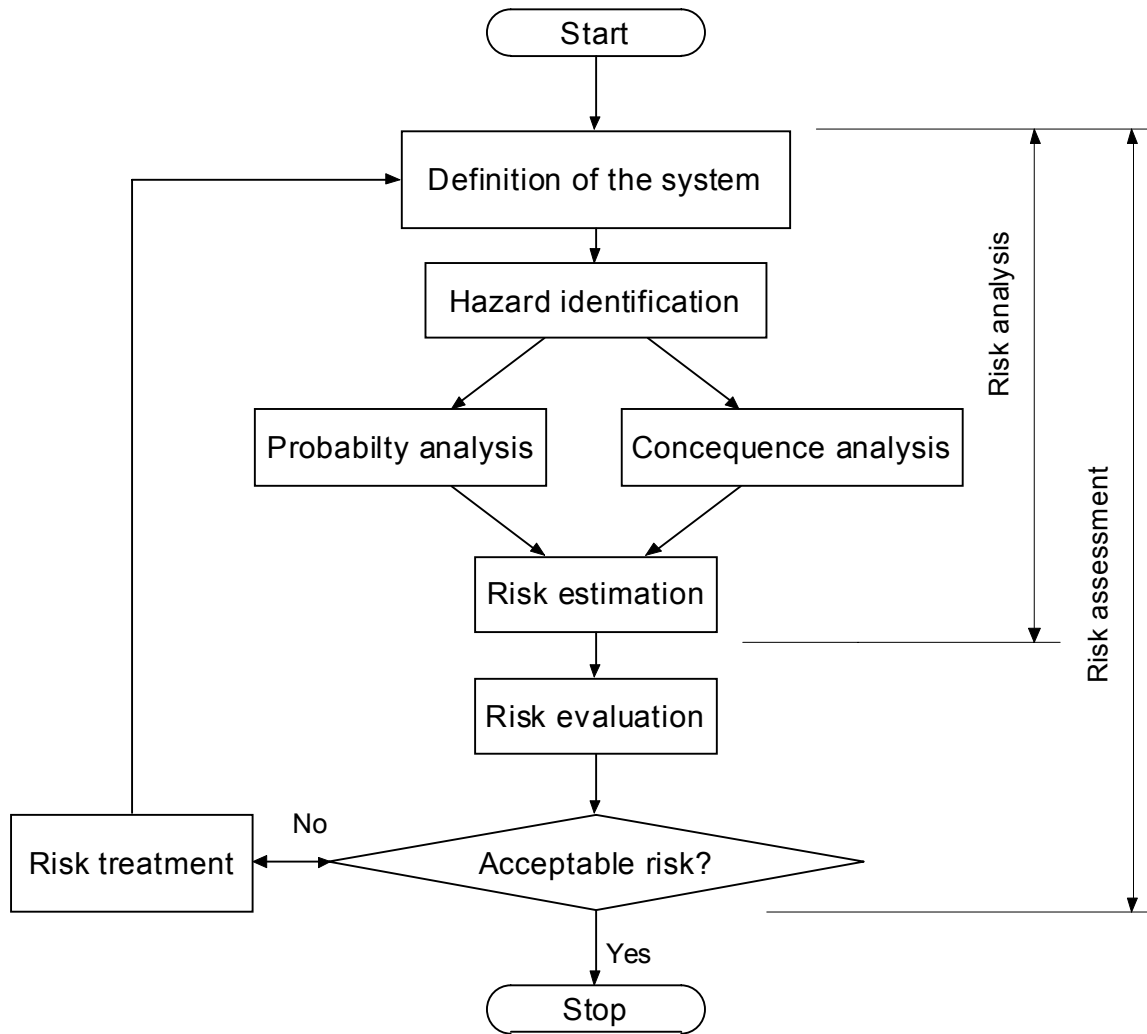 Start
Definition of the system
Hazard identification
Probabilty analysis
Concequence analysis
Risk estimation
Risk evaluation
No
Risk treatment
Acceptable risk?
Yes
Stop
Risk analysis
Risk assessment